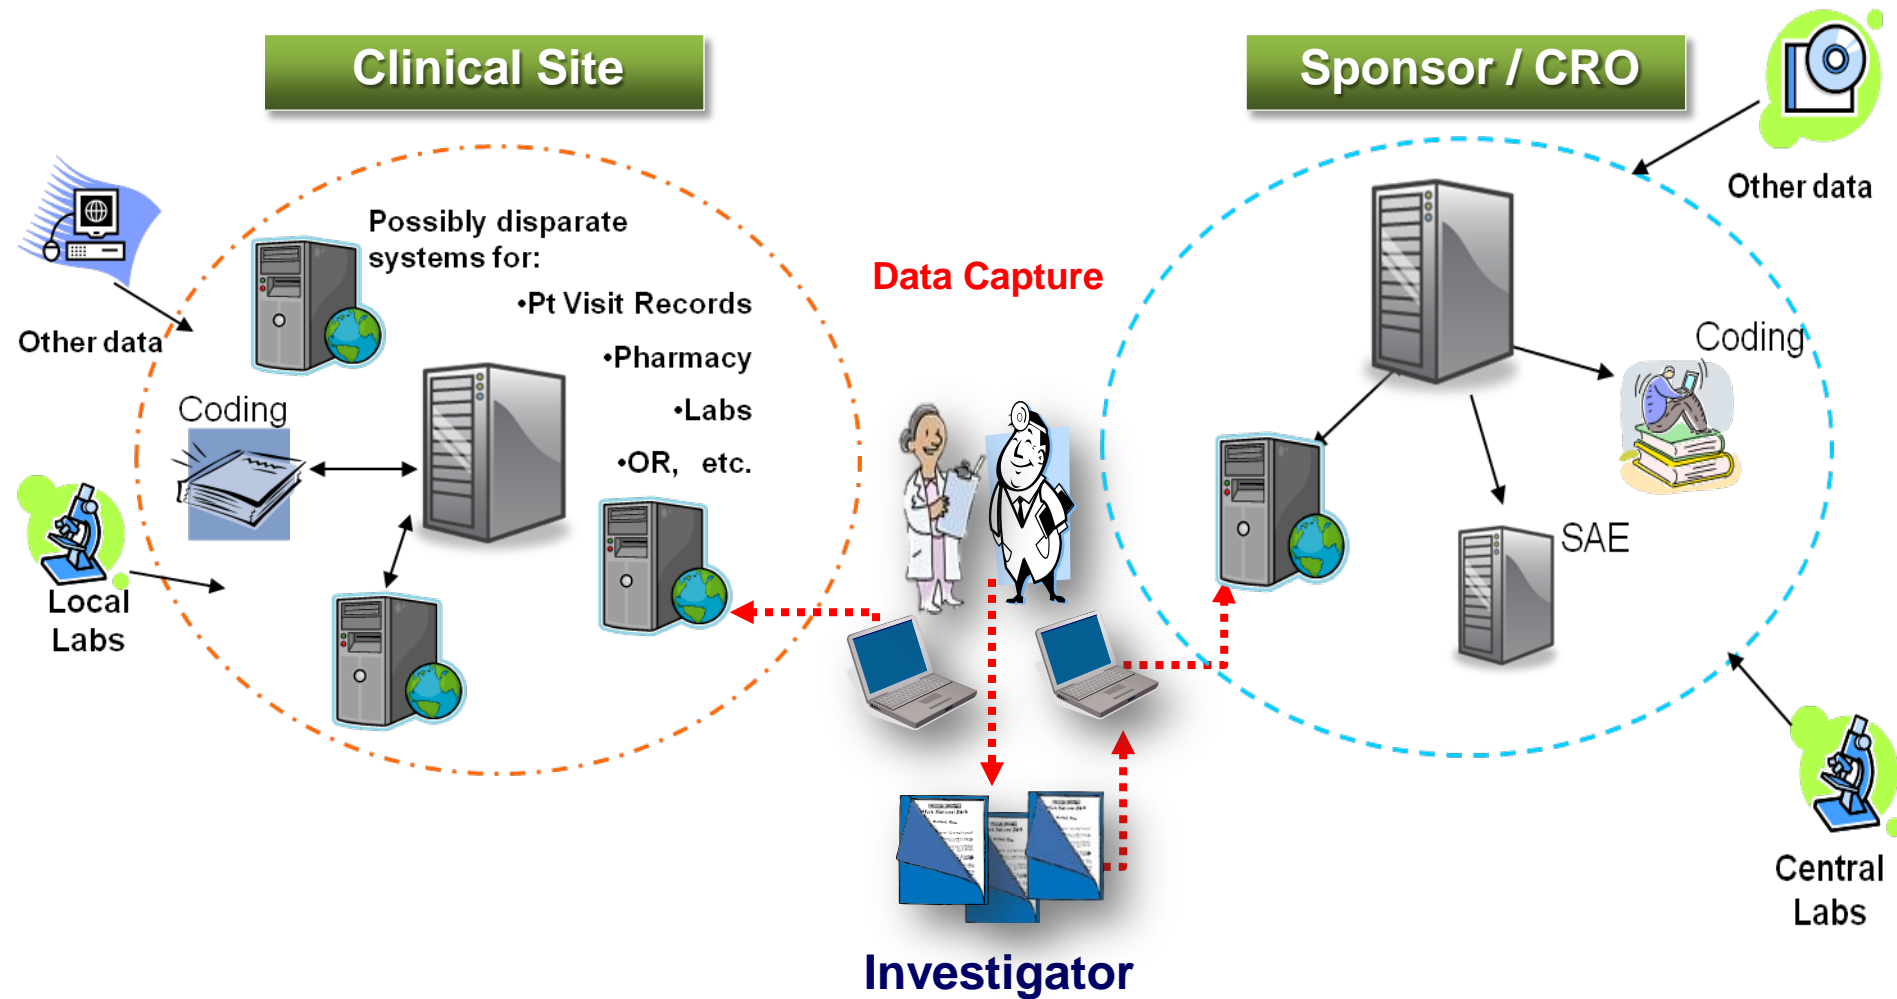 Clinical Site
Sponsor / CRO
Other data
Possibly disparate
systems for:
•Pt Visit Records
•Pharmacy
•Labs
•OR, etc.
Other data
Coding
Local
Labs
Data Capture
Coding
SAE
Central
Labs
Investigator